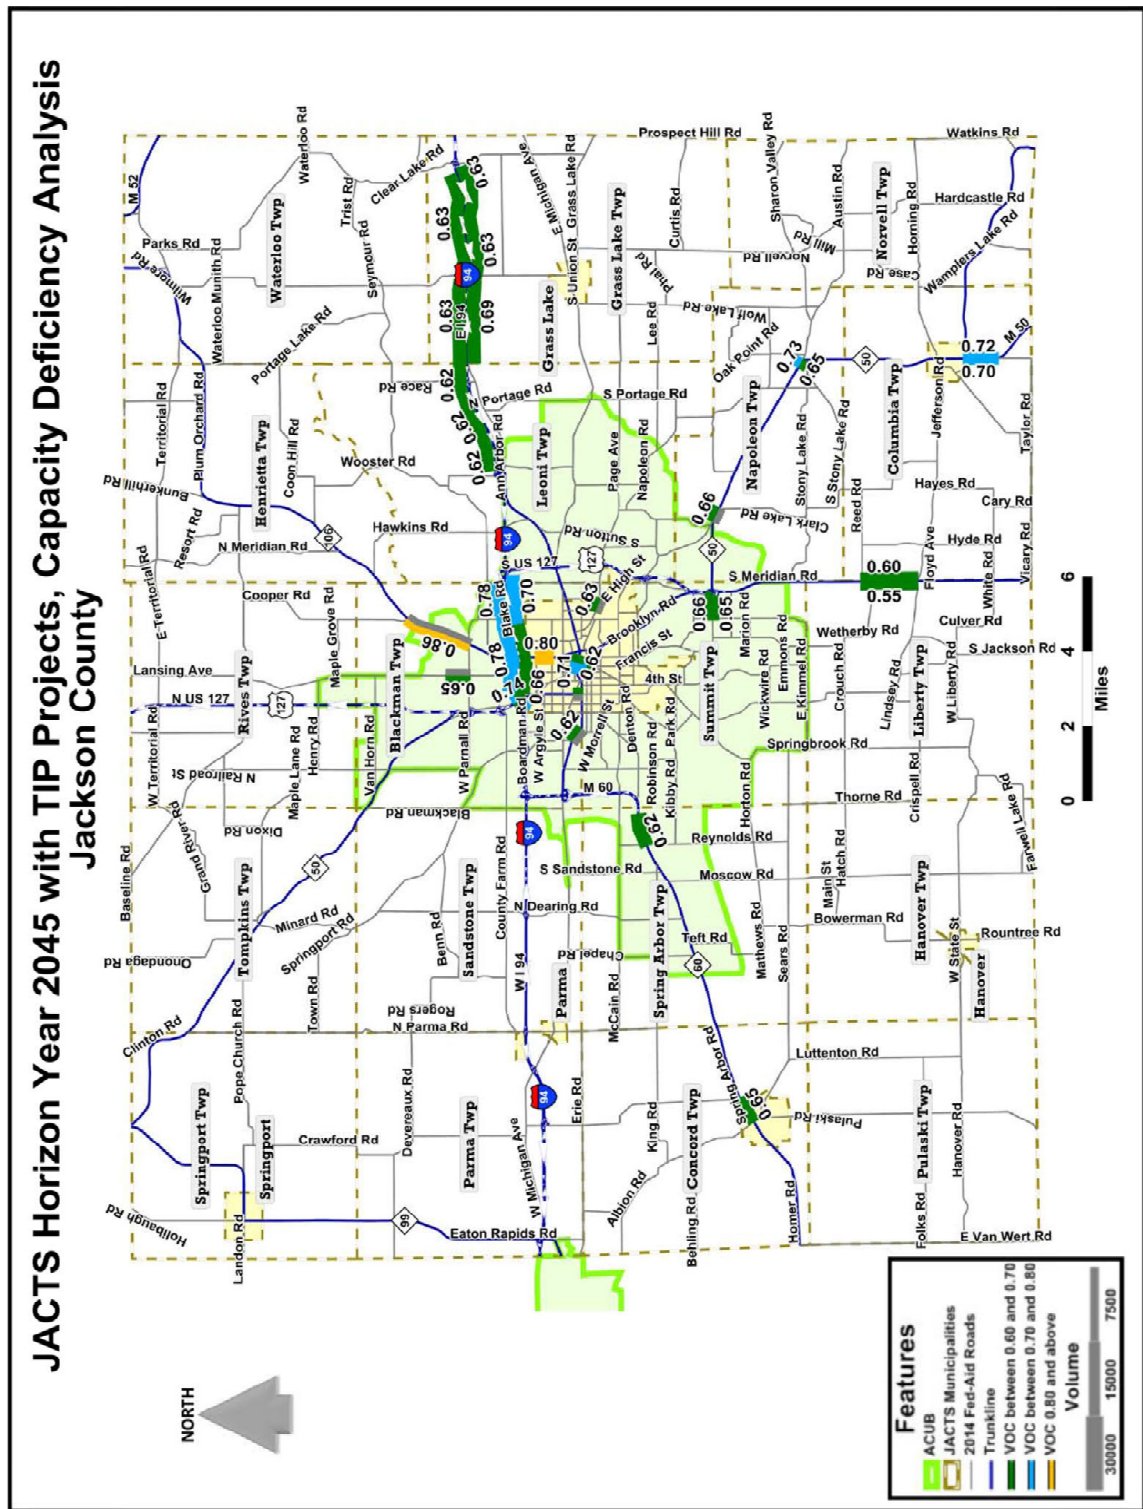 JACTS Horizon Year 2045 with TIP Projects, Capacity Deficiency Analysis
Jackson County
NORTH
M 52
Waterloo Rd
Waterloo Rd
Clear Lake Rd
Trist Rd
Parks Rd
Waterloo Twp
Seymour Rd
Waterloo Munith Rd
Portage Lake Rd
Territorial Rd
Plum Orchard Rd
Race Rd
Bunkerhill Rd
Henrietta Twp
Coon Hill Rd
Wooster Rd
Resort Rd
N Meridian Rd
106
Hawkins Rd
E Territorial Rd
Cooper Rd
Maple Grove Rd
Lansing Ave
N US 127
127
Rives Twp
Blackman Twp
W Territorial Rd
N Railroad St
Maple Lane Rd
Henry Rd
Van Horn Rd
W Parnall Rd
Blackman Rd
Grand River Rd
Dixon Rd
Baseline Rd
50
Tompkins Twp
Minard Rd
Springport Rd
Onondaga Rd
Sandstone Twp
County Farm Rd
Benn Rd
Town Rd
Rogers Rd
N Parma Rd
Clinton Rd
Pope Church Rd
Devereaux Rd
Springport Twp
Springport
Crawford Rd
Parma Twp
Holibaugh Rd
Landon Rd
99
Eaton Rapids Rd
W Michigan Ave
94
W I 94
Parma
Erie Rd
McCain Rd
Chapel Rd
N Dearing Rd
S Sandstone Rd
94
Boardman Rd
W Argyle St
W Morrell St
M 60
Denton Rd
Robinson Rd
Kibby Rd
Park Rd
4th St
Francis St
Brooklyn Rd
E High St
Blake Rd
S US 127
127
94
Ann Arbor Rd
N Portage Rd
Leoni Twp
S Sutton Rd
Page Ave
Napoleon Rd
S Portage Rd
E I 94
94
Grass Lake
S Union St
Grass Lake Rd
E Michigan Ave
Grass Lake Twp
Prospect Hill Rd
Curtis Rd
Phal Rd
Lee Rd
Wolf Lake Rd
Sharon Valley Rd
Mill Rd
Norvell Rd
Austin Rd
Norvell Twp
Case Rd
Horning Rd
Hardcastle Rd
Watkins Rd
Wamplers Lake Rd
M 50
Oak Point Rd
Napoleon Twp
Stony Lake Rd
S Stony Lake Rd
Clark Lake Rd
50
50
Columbia Twp
Jefferson Rd
Taylor Rd
Hayes Rd
Reed Rd
Cary Rd
Hyde Rd
Floyd Ave
White Rd
Vicary Rd
S Meridian Rd
Culver Rd
Wetherby Rd
S Jackson Rd
Marion Rd
Emmons Rd
E Kimmel Rd
Wickwire Rd
Summit Twp
Crouch Rd
Lindsey Rd
Liberty Twp
W Liberty Rd
Springbrook Rd
Thorne Rd
Crispell Rd
Farwell Lake Rd
Horton Rd
Reynolds Rd
Moscow Rd
Main St
Hatch Rd
Hanover Twp
Bowerman Rd
W State St
Rountree Rd
Hanover
Spring Arbor Twp
Teft Rd
Mathews Rd
Sears Rd
60
Spring Arbor Rd
Luttenton Rd
Pulaski Rd
Pulaski Twp
Hanover Rd
King Rd
Concord Twp
Albion Rd
Behling Rd
Homer Rd
Folks Rd
E Van Wert Rd
0.63
0.63
0.63
0.63
0.69
0.62
0.62
0.62
0.78
0.78
0.70
0.74
0.66
0.80
0.86
0.65
0.71
0.62
0.63
0.62
0.62
0.66
0.65
0.66
0.73
0.65
0.72
0.70
0.60
0.55
0.65
0 2 4 6
Miles
Features
ACUB
JACTS Municipalities
2014 Fed-Aid Roads
Trunkline
VOC between 0.60 and 0.70
VOC between 0.70 and 0.80
VOC 0.80 and above
Volume
30000 15000 7500